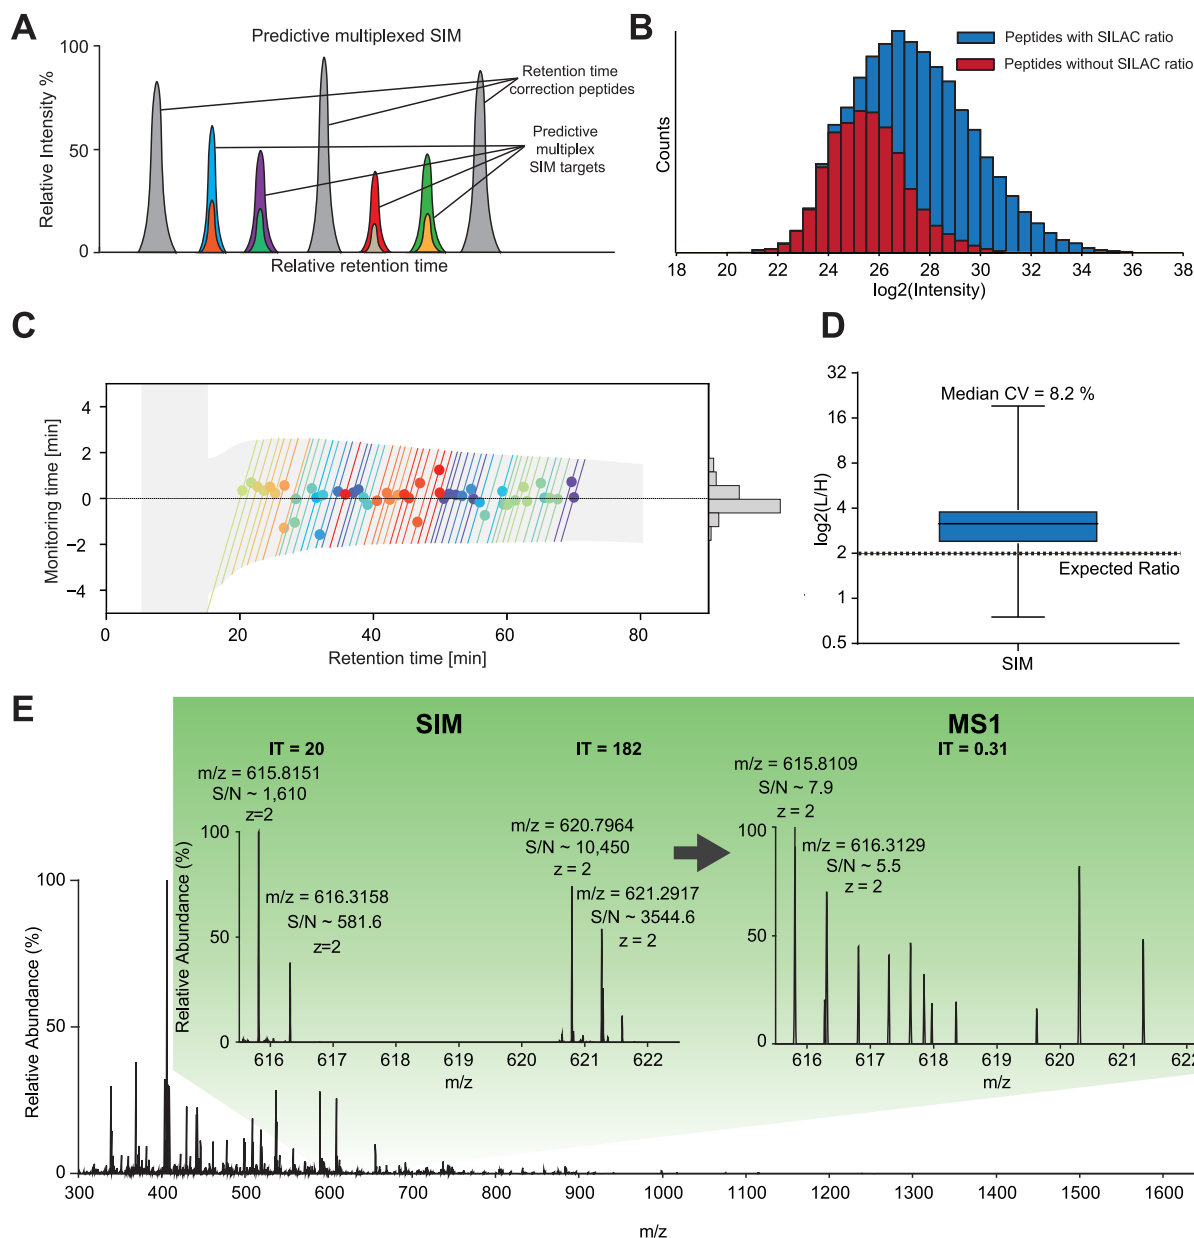 A
Predictive multiplexed SIM
100
50
0
Relative Intensity %
Retention time
correction peptides
Predictive
multiplex
SIM targets
Relative retention time
B
Peptides with SILAC ratio
Peptides without SILAC ratio
Counts
18 20 22 24 26 28 30 32 34 36 38
log2(Intensity)
C
4
2
0
−2
−4
Monitoring time [min]
0 20 40 60 80
Retention time [min]
D
32
16
8
4
2
1
0.5
log2(L/H)
Median CV = 8.2 %
Expected Ratio
SIM
E
SIM
MS1
IT = 20
IT = 182
IT = 0.31
m/z = 615.8151
S/N ~ 1,610
z=2
m/z = 616.3158
S/N ~ 581.6
z=2
m/z = 620.7964
S/N ~ 10,450
z = 2
m/z = 621.2917
S/N ~ 3544.6
z = 2
m/z = 615.8109
S/N ~ 7.9
z = 2
m/z = 616.3129
S/N ~ 5.5
z = 2
100
50
0
Relative Abundance (%)
616 617 618 619 620 621 622
m/z
100
50
0
616 617 618 619 620 621 622
m/z
100
50
0
Relative Abundance (%)
300 400 500 600 700 800 900 1000 1100 1200 1300 1400 1500 1600
m/z